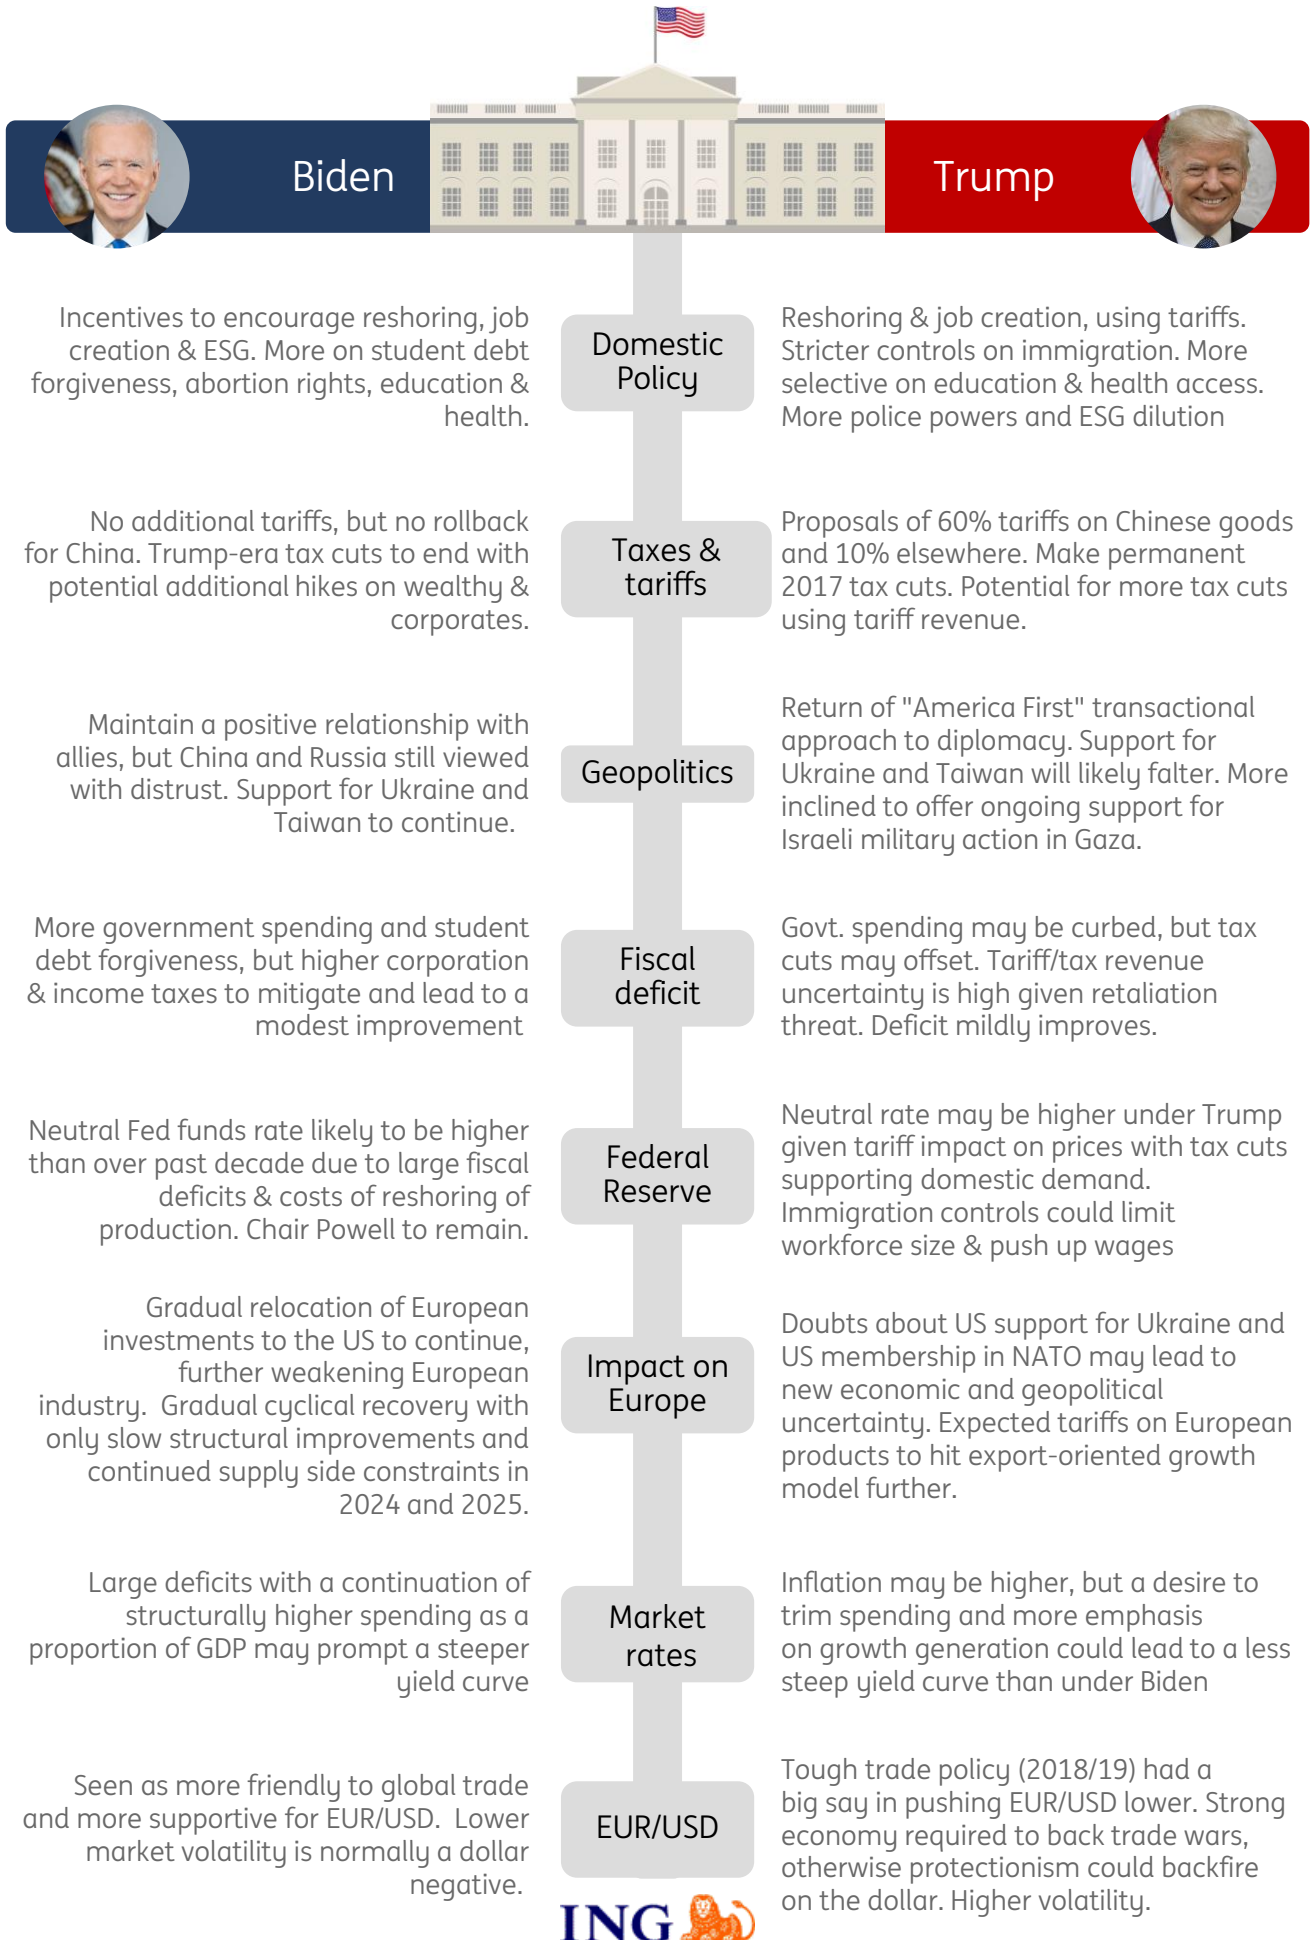 Biden
Trump
Incentives to encourage reshoring, job
creation & ESG. More on student debt
forgiveness, abortion rights, education &
health.
Domestic
Policy
Reshoring & job creation, using tariffs.
Stricter controls on immigration. More
selective on education & health access.
More police powers and ESG dilution
No additional tariffs, but no rollback
for China. Trump-era tax cuts to end with
potential additional hikes on wealthy &
corporates.
Taxes &
tariffs
Proposals of 60% tariffs on Chinese goods
and 10% elsewhere. Make permanent
2017 tax cuts. Potential for more tax cuts
using tariff revenue.
Maintain a positive relationship with
allies, but China and Russia still viewed
with distrust. Support for Ukraine and
Taiwan to continue.
Geopolitics
Return of "America First" transactional
approach to diplomacy. Support for
Ukraine and Taiwan will likely falter. More
inclined to offer ongoing support for
Israeli military action in Gaza.
More government spending and student
debt forgiveness, but higher corporation
& income taxes to mitigate and lead to a
modest improvement
Fiscal
deficit
Govt. spending may be curbed, but tax
cuts may offset. Tariff/tax revenue
uncertainty is high given retaliation
threat. Deficit mildly improves.
Neutral Fed funds rate likely to be higher
than over past decade due to large fiscal
deficits & costs of reshoring of
production. Chair Powell to remain.
Federal
Reserve
Neutral rate may be higher under Trump
given tariff impact on prices with tax cuts
supporting domestic demand.
Immigration controls could limit
workforce size & push up wages
Gradual relocation of European
investments to the US to continue,
further weakening European
industry. Gradual cyclical recovery with
only slow structural improvements and
continued supply side constraints in
2024 and 2025.
Impact on
Europe
Doubts about US support for Ukraine and
US membership in NATO may lead to
new economic and geopolitical
uncertainty. Expected tariffs on European
products to hit export-oriented growth
model further.
Large deficits with a continuation of
structurally higher spending as a
proportion of GDP may prompt a steeper
yield curve
Market
rates
Inflation may be higher, but a desire to
trim spending and more emphasis
on growth generation could lead to a less
steep yield curve than under Biden
Seen as more friendly to global trade
and more supportive for EUR/USD. Lower
market volatility is normally a dollar
negative.
EUR/USD
Tough trade policy (2018/19) had a
big say in pushing EUR/USD lower. Strong
economy required to back trade wars,
otherwise protectionism could backfire
on the dollar. Higher volatility.
ING